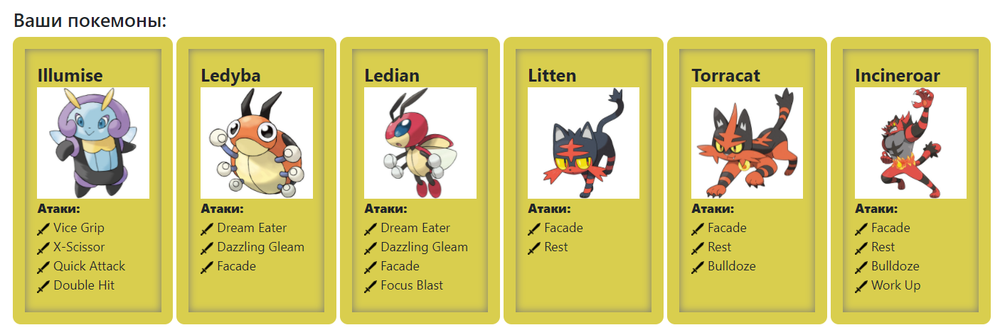 Ваши покемоны:
Illumise
Атаки:
Vice Grip
X-Scissor
Quick Attack
Double Hit
Ledyba
Атаки:
Dream Eater
Dazzling Gleam
Facade
Ledian
Атаки:
Dream Eater
Dazzling Gleam
Facade
Focus Blast
Litten
Атаки:
Facade
Rest
Torracat
Атаки:
Facade
Rest
Bulldoze
Incineroar
Атаки:
Facade
Rest
Bulldoze
Work Up